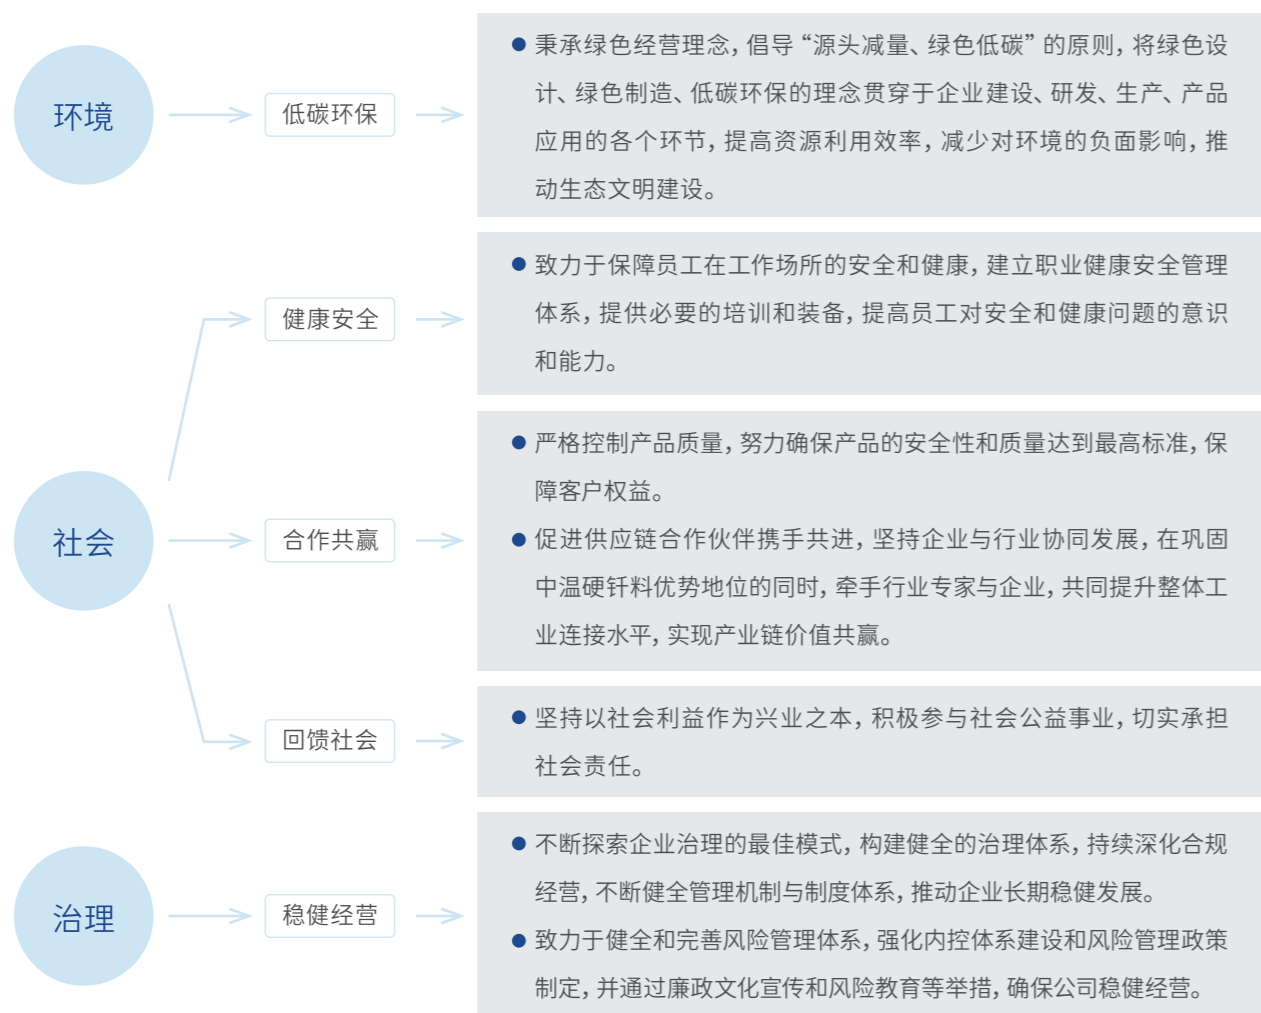 环境
低碳环保
● 秉承绿色经营理念，倡导“源头减量、绿色低碳”的原则，将绿色设
计、绿色制造、低碳环保的理念贯穿于企业建设、研发、生产、产品
应用的各个环节，提高资源利用效率，减少对环境的负面影响，推
动生态文明建设。
社会
健康安全
● 致力于保障员工在工作场所的安全和健康，建立职业健康安全管理
体系，提供必要的培训和装备，提高员工对安全和健康问题的意识
和能力。
合作共赢
● 严格控制产品质量，努力确保产品的安全性和质量达到最高标准，保
障客户权益。
● 促进供应链合作伙伴携手共进，坚持企业与行业协同发展，在巩固
中温硬钎料优势地位的同时，牵手行业专家与企业，共同提升整体工
业连接水平，实现产业链价值共赢。
回馈社会
● 坚持以社会利益作为兴业之本，积极参与社会公益事业，切实承担
社会责任。
治理
稳健经营
● 不断探索企业治理的最佳模式，构建健全的治理体系，持续深化合规
经营，不断健全管理机制与制度体系，推动企业长期稳健发展。
● 致力于健全和完善风险管理体系，强化内控体系建设和风险管理政策
制定，并通过廉政文化宣传和风险教育等举措，确保公司稳健经营。